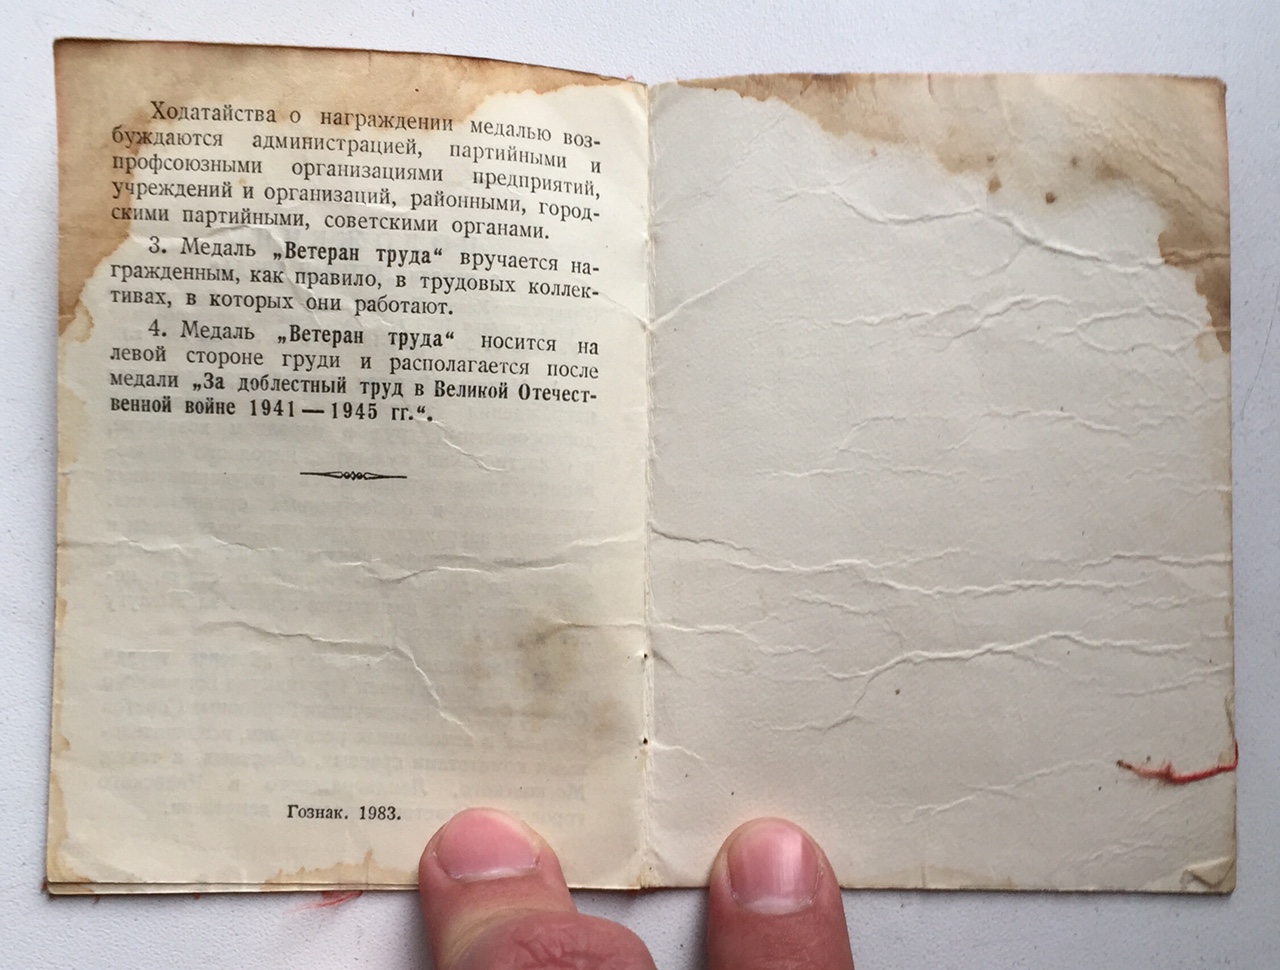 Ходатайства о награждении медалью воз-
буждаются администрацией, партийными и
профсоюзными организациями предприятий,
учреждений и организаций, районными, город-
скими партийными, советскими органами.
3. Медаль „Ветеран труда“ вручается на-
гражденным, как правило, в трудовых коллек-
тивах, в которых они работают.
4. Медаль „Ветеран труда“ носится на
левой стороне груди и располагается после
медали „За доблестный труд в Великой Отечест-
венной войне 1941—1945 гг.“.
Гознак. 1983.